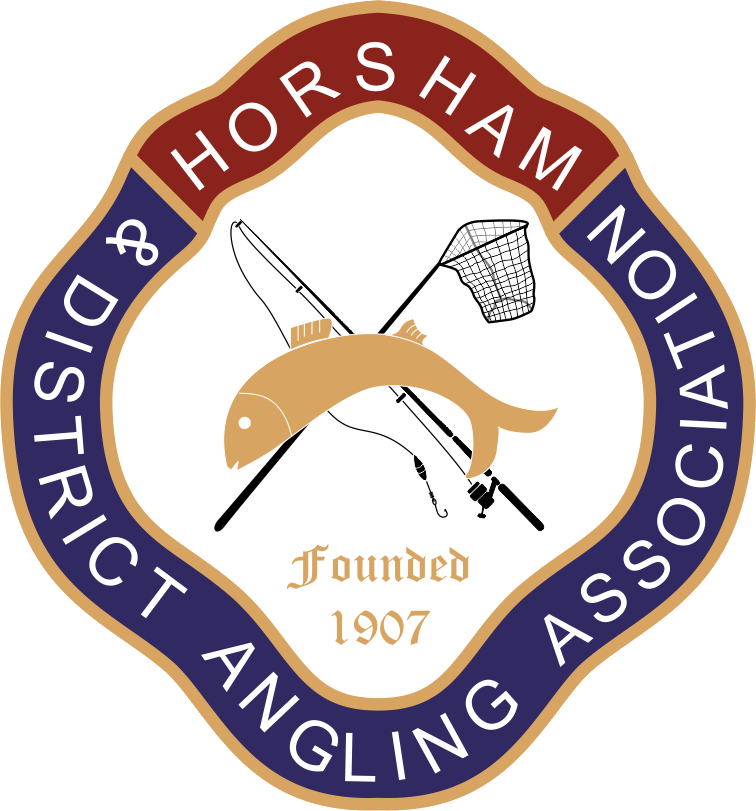 HORSHAM
& DISTRICT ANGLING ASSOCIATION
Founded
1907